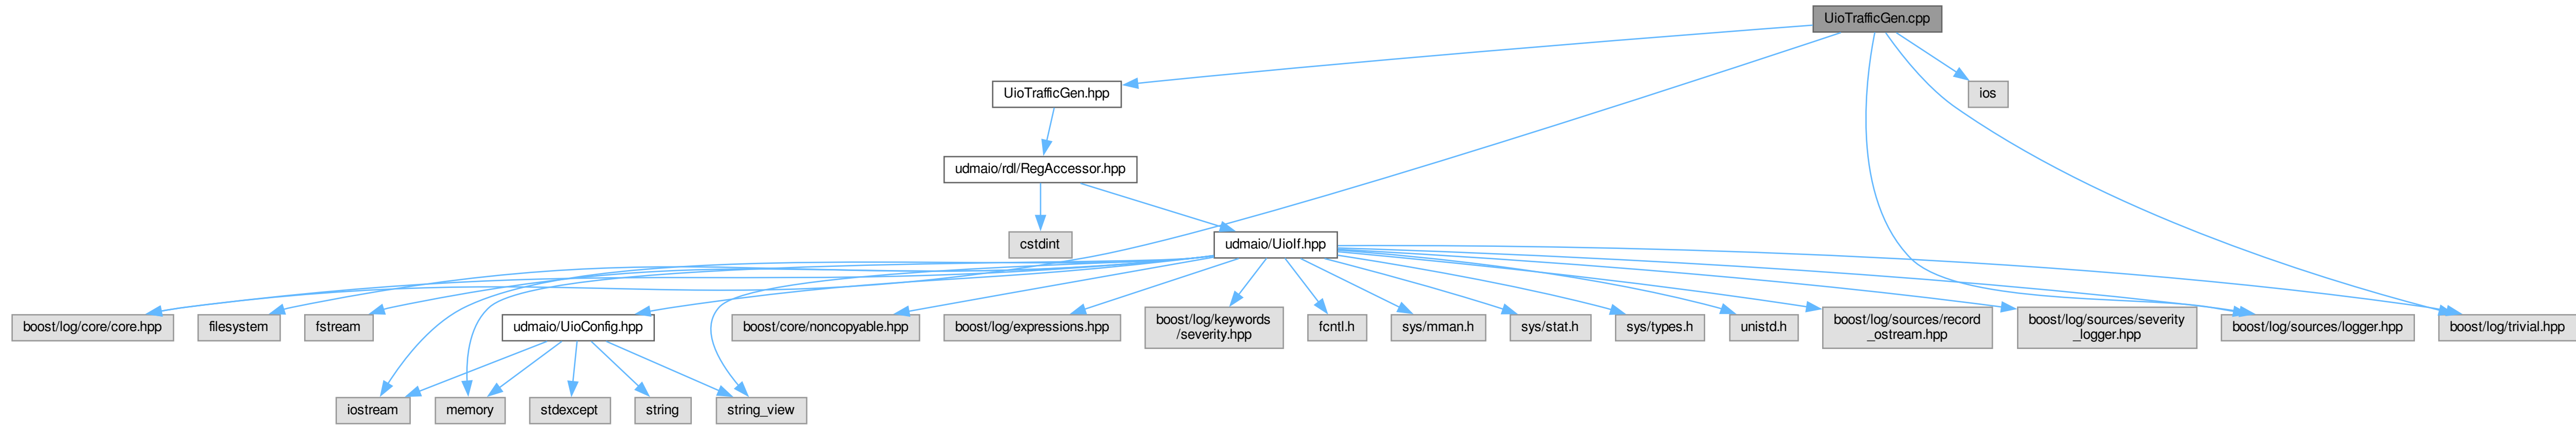 UioTrafficGen.cpp
UioTrafficGen.hpp
ios
udmaio/rdl/RegAccessor.hpp
cstdint
udmaio/UioIf.hpp
boost/log/core/core.hpp
filesystem
fstream
udmaio/UioConfig.hpp
boost/core/noncopyable.hpp
boost/log/expressions.hpp
boost/log/keywords
/severity.hpp
fcntl.h
sys/mman.h
sys/stat.h
sys/types.h
unistd.h
boost/log/sources/record
_ostream.hpp
boost/log/sources/severity
_logger.hpp
boost/log/sources/logger.hpp
boost/log/trivial.hpp
iostream
memory
stdexcept
string
string_view